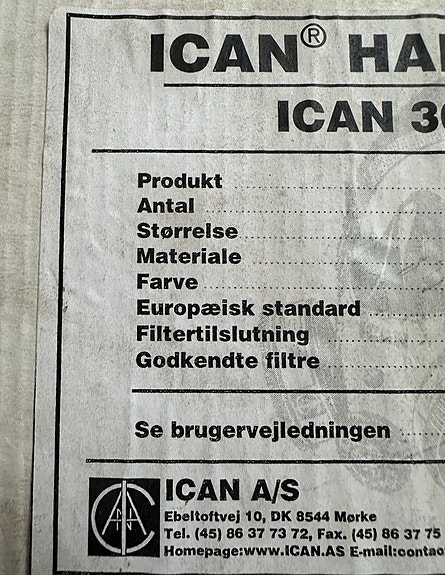 ICAN® HA
ICAN 3
Produkt
Antal
Størrelse
Materiale
Farve
Europæisk standard
Filtertilslutning
Godkendte filtre
Se brugervejledningen
ICAN A/S
Ebeltoftvej 10, DK 8544 Mørke
Tel. (45) 86 37 73 72, Fax. (45) 86 37 75
Homepage:www.ICAN.AS E-mail:contac